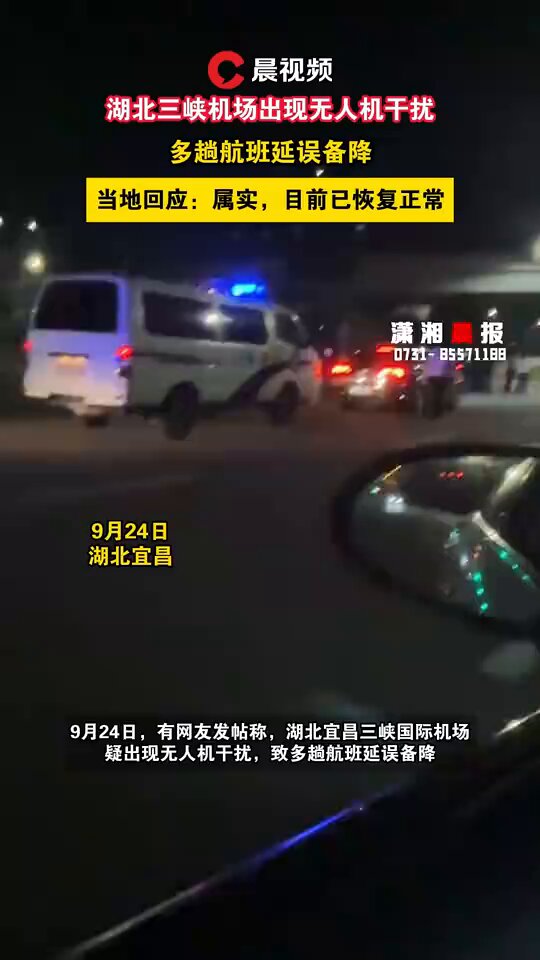 晨视频
湖北三峡机场出现无人机干扰
多趟航班延误备降
当地回应：属实，目前已恢复正常
潇湘晨报
0731-85571188
9月24日
湖北宜昌
9月24日，有网友发帖称，湖北宜昌三峡国际机场
疑出现无人机干扰，致多趟航班延误备降